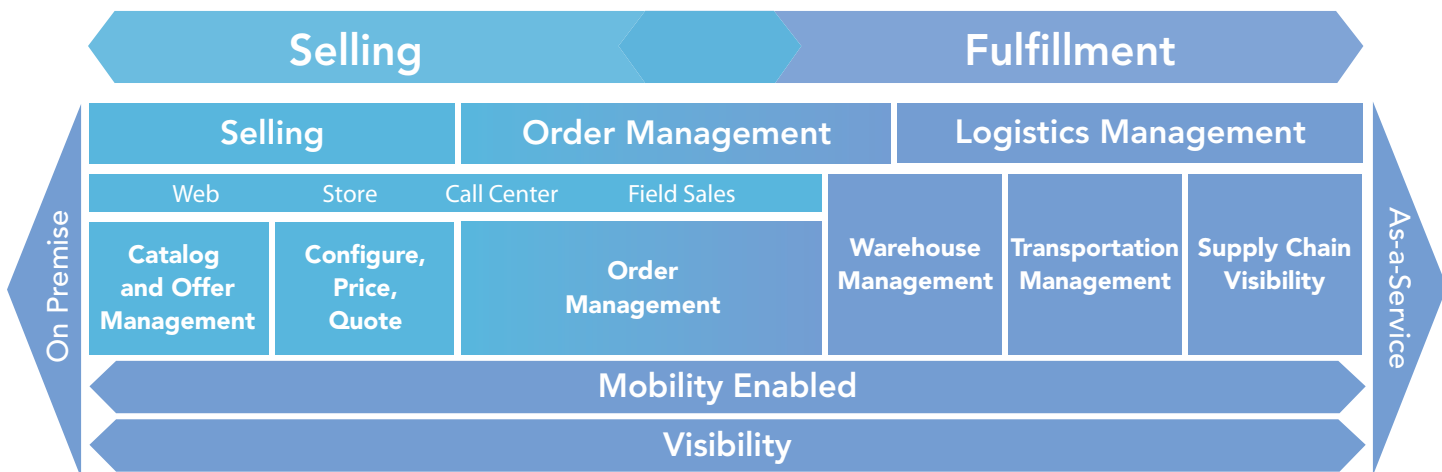 Selling
Fulfillment
Selling
Order Management
Logistics Management
Web
Store
Call Center
Field Sales
On Premise
Catalog
and Offer
Management
Configure,
Price,
Quote
Order
Management
Warehouse
Management
Transportation
Management
Supply Chain
Visibility
As-a-Service
Mobility Enabled
Visibility